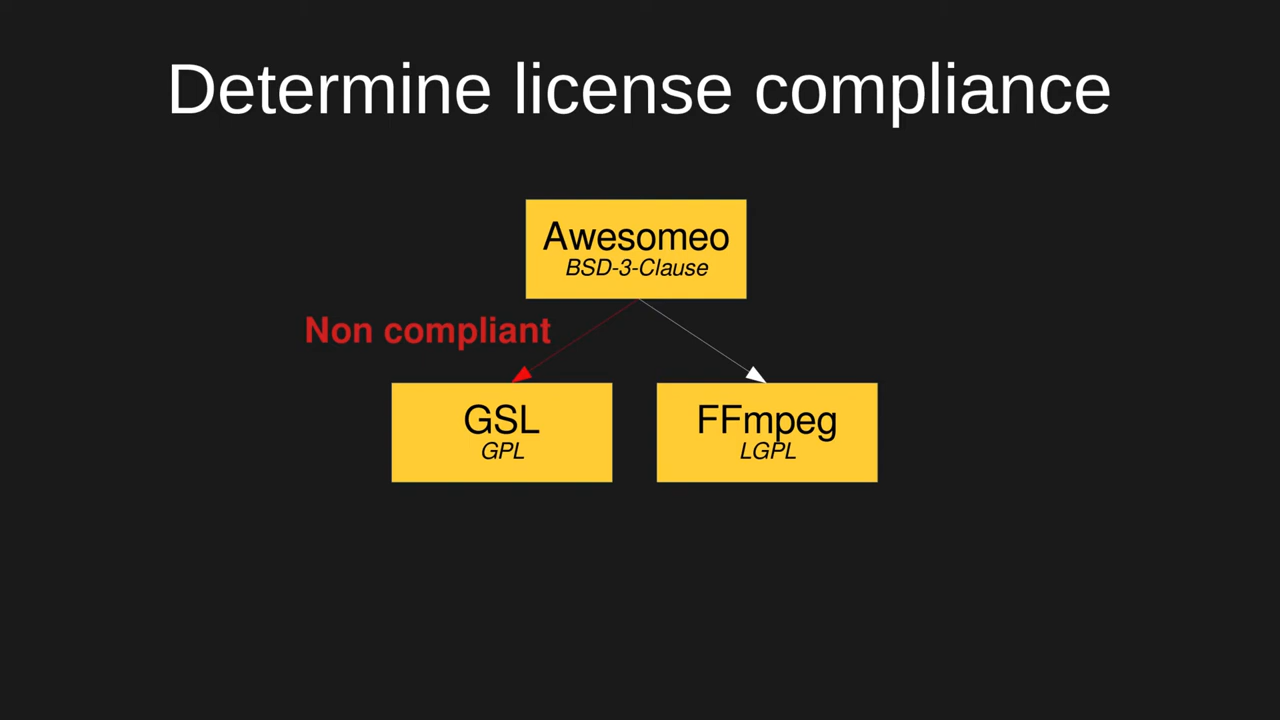 Determine license compliance
Awesomeo
BSD-3-Clause
Non compliant
GSL
GPL
FFmpeg
LGPL